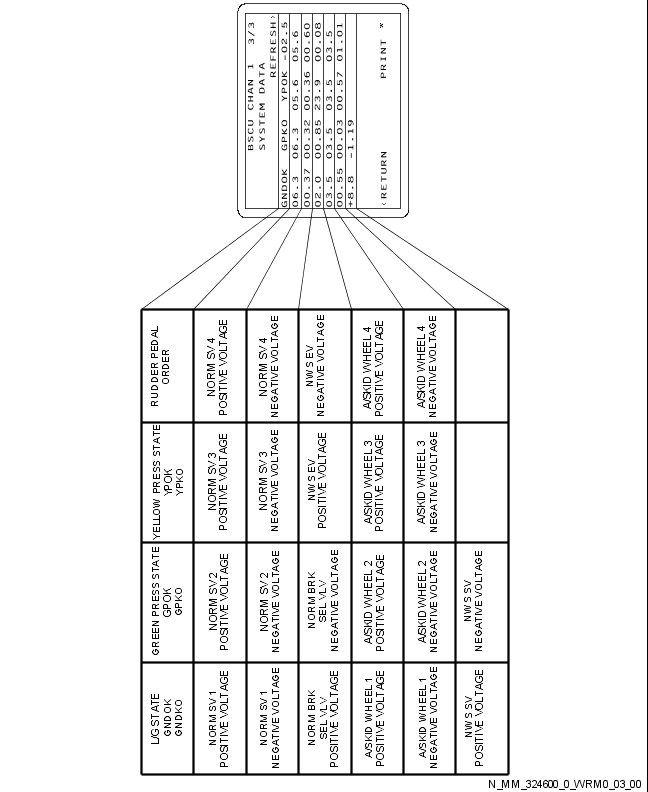 BSCU CHAN 1 3/3
SYSTEM DATA
REFRESH>
GNDOK GPKO YPOK -02.5
06.3 06.3 05.6 05.6
00.37 00.32 00.36 00.60
02.0 00.85 23.9 00.08
03.5 03.5 03.5 03.5
00.55 00.03 00.57 01.01
+8.8 -1.19
<RETURN PRINT *
L/G STATE
GNDOK
GNDKO
GREEN PRESS STATE
GPOK
GPKO
YELLOW PRESS STATE
YPOK
YPKO
RUDDER PEDAL
ORDER
NORM SV1
POSITIVE VOLTAGE
NORM SV2
POSITIVE VOLTAGE
NORM SV3
POSITIVE VOLTAGE
NORM SV4
POSITIVE VOLTAGE
NORM SV1
NEGATIVE VOLTAGE
NORM SV2
NEGATIVE VOLTAGE
NORM SV3
NEGATIVE VOLTAGE
NORM SV4
NEGATIVE VOLTAGE
NORM BRK
SEL VLV
POSITIVE VOLTAGE
NORM BRK
SEL VLV
NEGATIVE VOLTAGE
NWS EV
POSITIVE VOLTAGE
NWS EV
NEGATIVE VOLTAGE
A/SKID WHEEL 1
POSITIVE VOLTAGE
A/SKID WHEEL 2
POSITIVE VOLTAGE
A/SKID WHEEL 3
POSITIVE VOLTAGE
A/SKID WHEEL 4
POSITIVE VOLTAGE
A/SKID WHEEL 1
NEGATIVE VOLTAGE
A/SKID WHEEL 2
NEGATIVE VOLTAGE
A/SKID WHEEL 3
NEGATIVE VOLTAGE
A/SKID WHEEL 4
NEGATIVE VOLTAGE
NWS SV
POSITIVE VOLTAGE
NWS SV
NEGATIVE VOLTAGE
N_MM_324600_0_WRM0_03_00